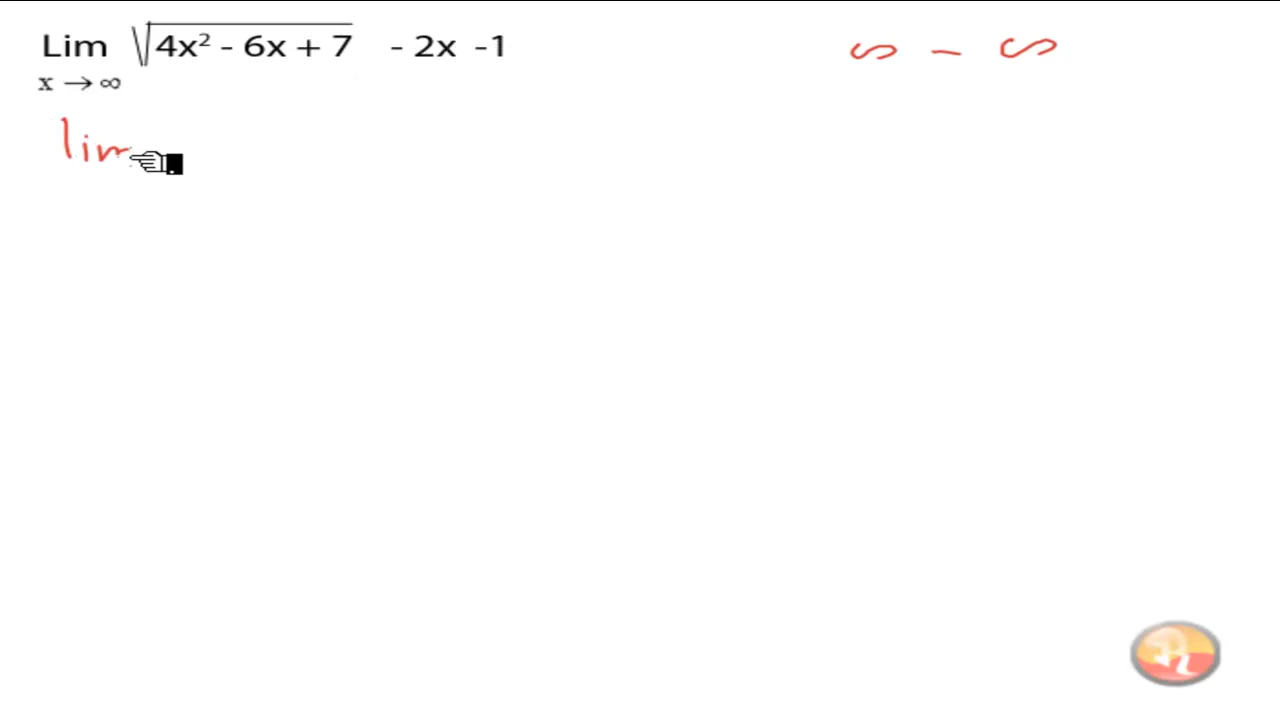 Lim √4x² - 6x + 7 - 2x -1 ∞ - ∞
x → ∞
lim